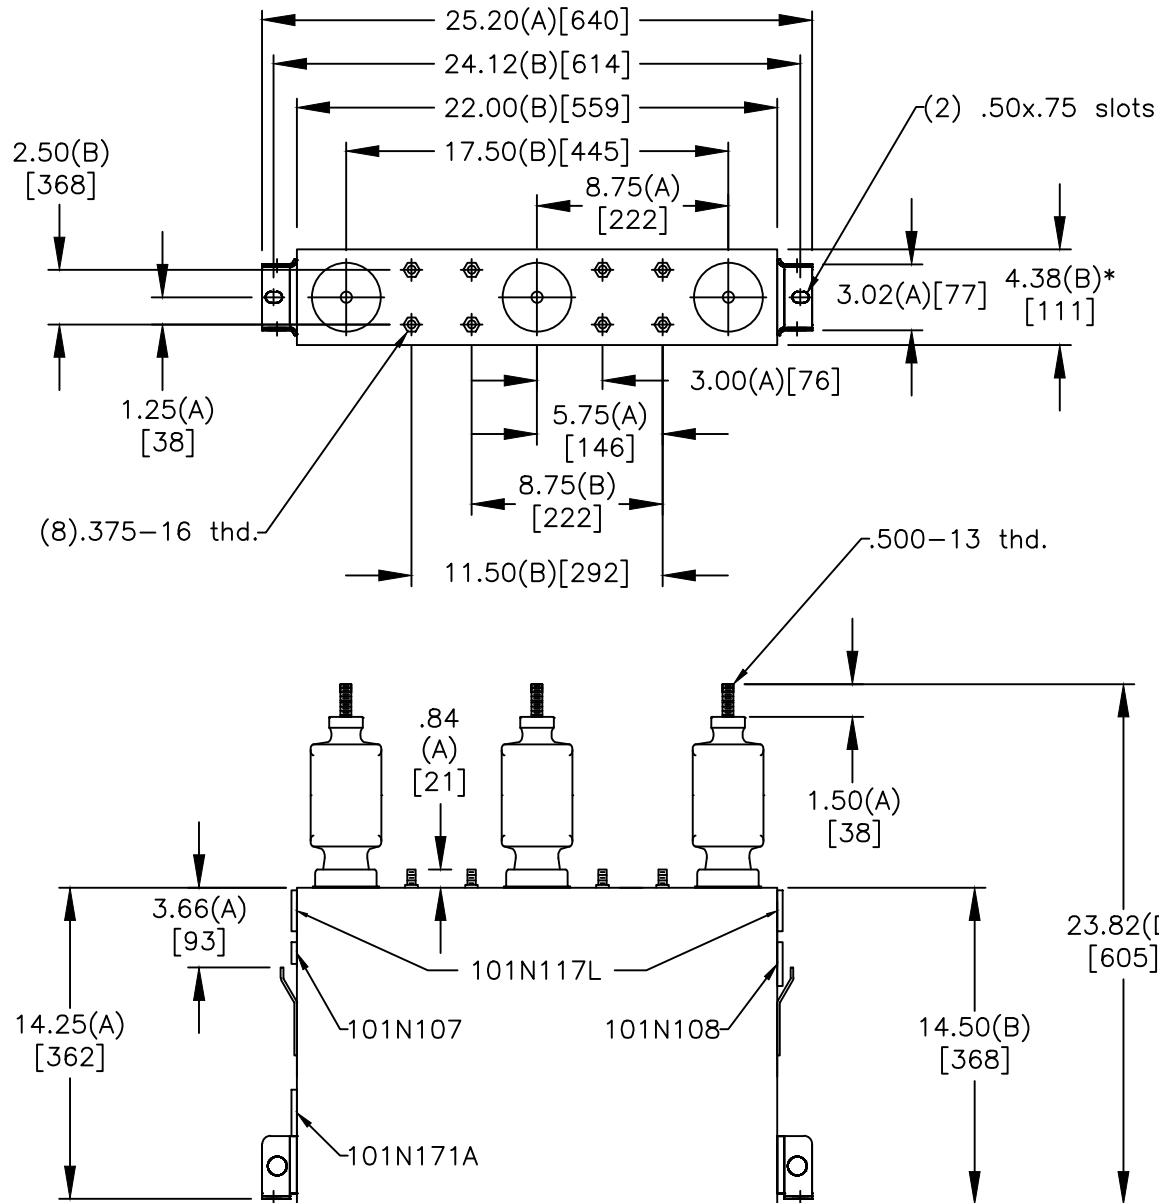 25.20(A)[640]
24.12(B)[614]
22.00(B)[559]
(2) .50x.75 slots
17.50(B)[445]
2.50(B)
[368]
8.75(A)
[222]
3.02(A)[77]
4.38(B)*
[111]
3.00(A)[76]
1.25(A)
[38]
5.75(A)
[146]
8.75(B)
[222]
(8).375-16 thd.
.500-13 thd.
11.50(B)[292]
.84
(A)
[21]
1.50(A)
[38]
3.66(A)
[93]
23.82(
[605]
101N117L
14.25(A)
[362]
101N107
101N108
14.50(B)
[368]
101N171A